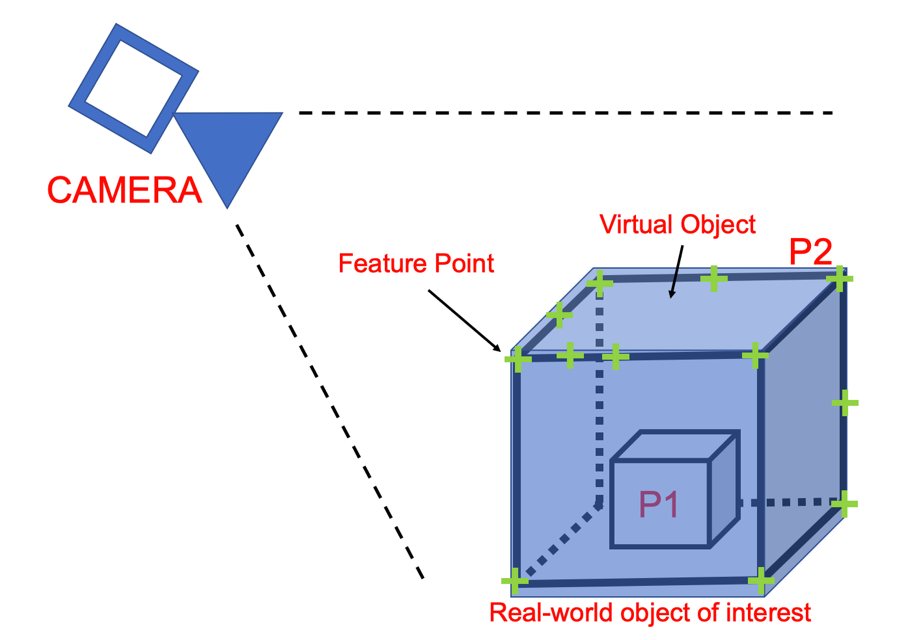 CAMERA
Virtual Object
P2
Feature Point
P1
Real-world object of interest